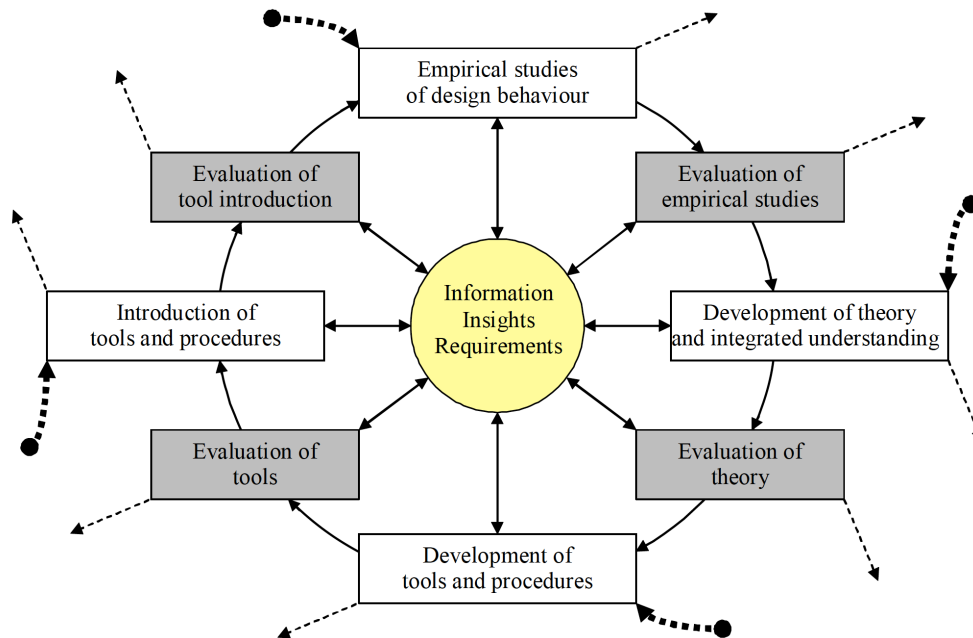 Empirical studies
of design behaviour
Evaluation of
tool introduction
Evaluation of
empirical studies
Information
Insights
Requirements
Introduction of
tools and procedures
Development of theory
and integrated understanding
Evaluation of
tools
Evaluation of
theory
Development of
tools and procedures